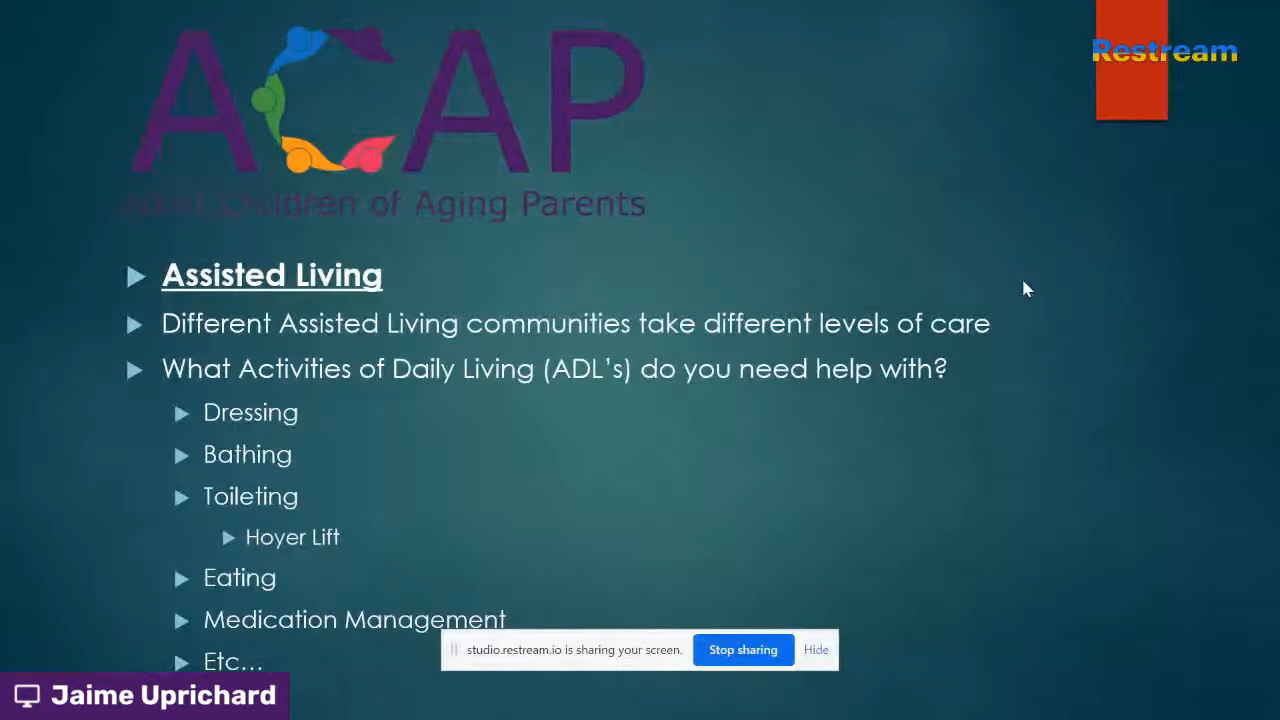 ACAP
Restream
Adult Children of Aging Parents
Assisted Living
Different Assisted Living communities take different levels of care
What Activities of Daily Living (ADL’s) do you need help with?
Dressing
Bathing
Toileting
Hoyer Lift
Eating
Medication Management
studio.restream.io is sharing your screen. Stop sharing Hide
Etc…
Jaime Uprichard